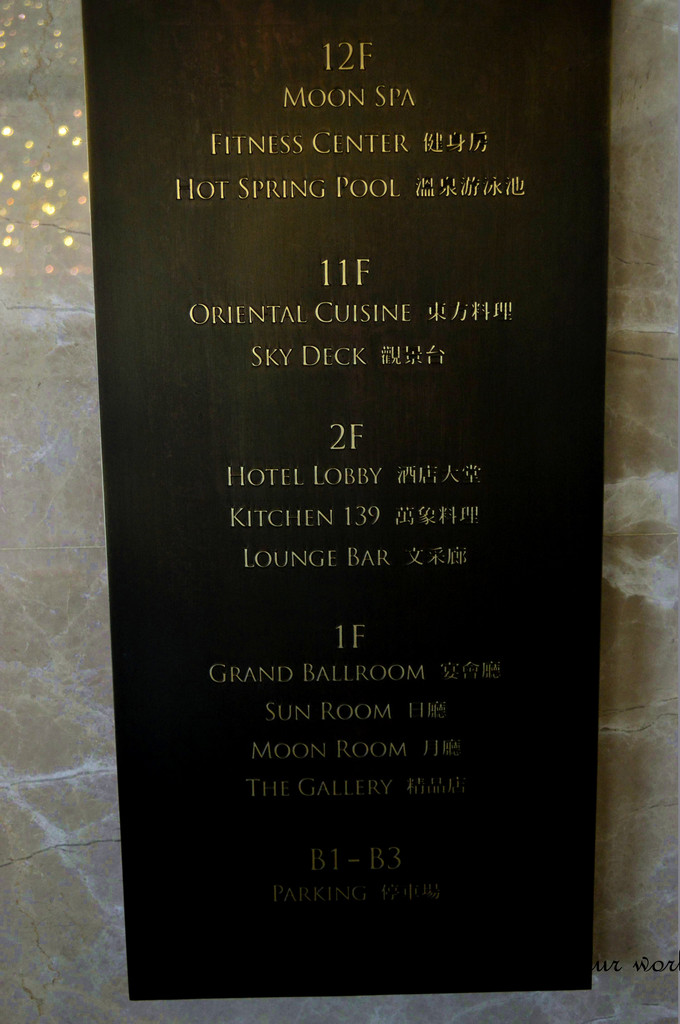 12F
MOON SPA
FITNESS CENTER 健身房
HOT SPRING POOL 溫泉游泳池
11F
ORIENTAL CUISINE 東方料理
SKY DECK 觀景台
2F
HOTEL LOBBY 酒店大堂
KITCHEN 139 萬象料理
LOUNGE BAR 文采廊
1F
GRAND BALLROOM 宴會廳
SUN ROOM 日廳
MOON ROOM 月廳
THE GALLERY 精品店
B1 – B3
PARKING 停車場